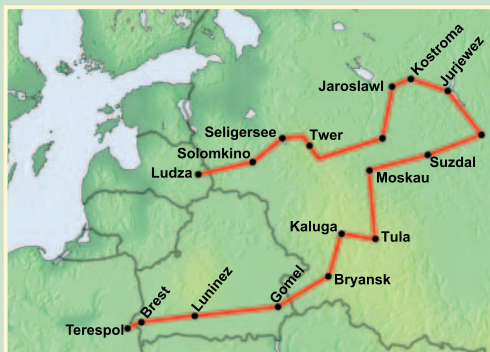 Kostroma
Jaroslawl
Jurjewez
Seligersee
Twer
Solomkino
Ludza
Suzdal
Moskau
Kaluga
Tula
Bryansk
Gomel
Luninez
Brest
Terespol